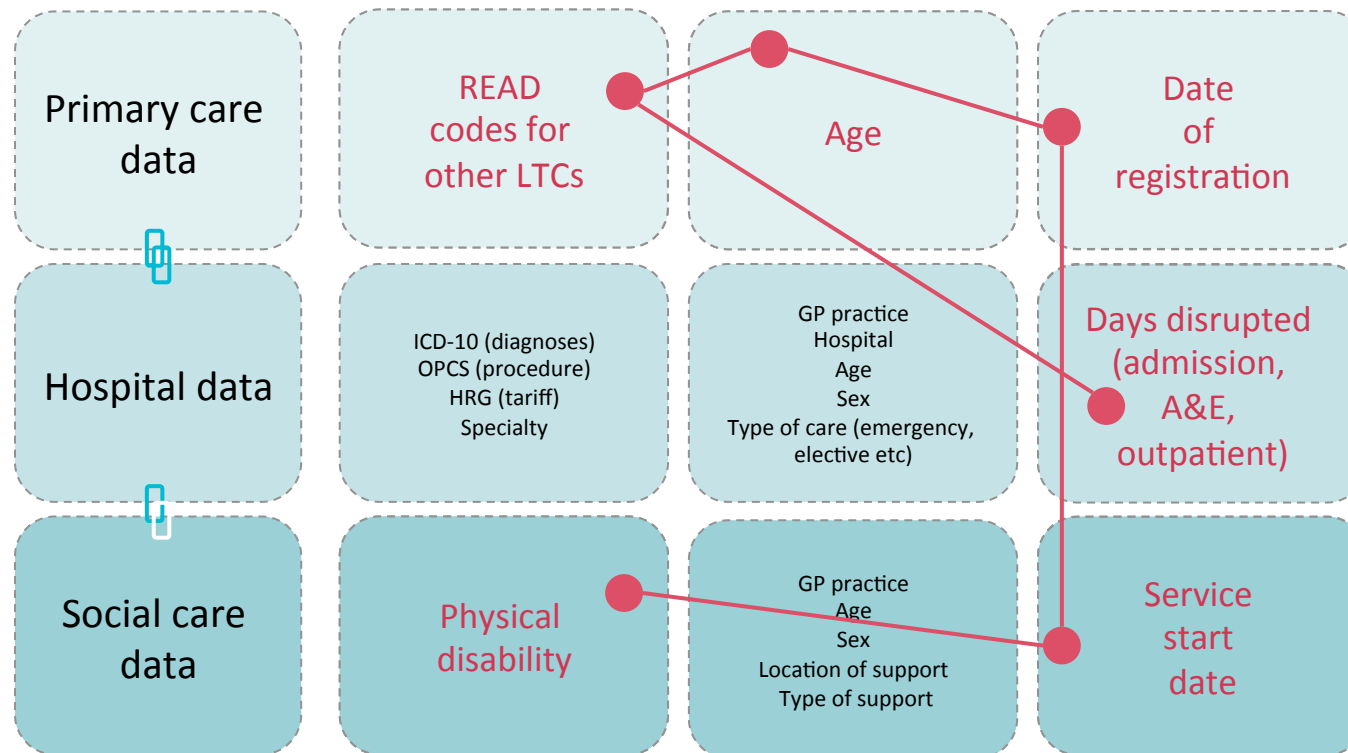 Primary care
data
READ
codes for
other LTCs
Age
Date
of
registration
Hospital data
ICD-10 (diagnoses)
OPCS (procedure)
HRG (tariff)
Specialty
GP practice
Hospital
Age
Sex
Type of care (emergency,
elective etc)
Days disrupted
(admission,
A&E,
outpatient)
Social care
data
Physical
disability
GP practice
Age
Sex
Location of support
Type of support
Service
start
date